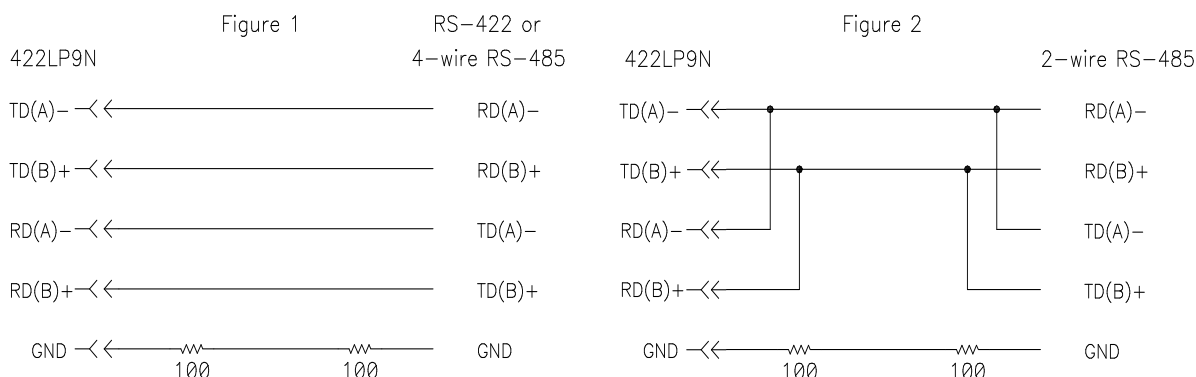 Figure 1
RS-422 or
422LP9N
4-wire RS-485
TD(A)-
RD(A)-
TD(B)+
RD(B)+
RD(A)-
TD(A)-
RD(B)+
TD(B)+
GND
GND
100
100
Figure 2
422LP9N
2-wire RS-485
TD(A)-
RD(A)-
TD(B)+
RD(B)+
RD(A)-
TD(A)-
RD(B)+
TD(B)+
GND
GND
100
100